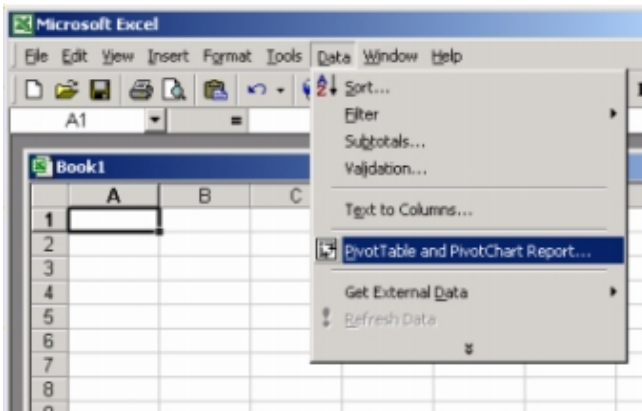 Microsoft Excel
File Edit View Insert Format Tools Data Window Help
A1 =
Sort...
Filter
Subtotals...
Validation...
Text to Columns...
PivotTable and PivotChart Report...
Get External Data
Refresh Data
Book1
A B C
1
2
3
4
5
6
7
8